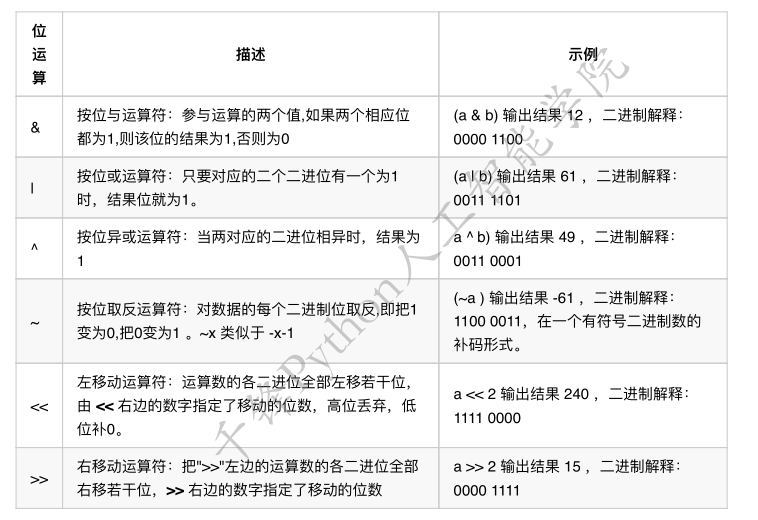 位
运
算
描述
示例
&
按位与运算符：参与运算的两个值,如果两个相应位
都为1,则该位的结果为1,否则为0
(a & b) 输出结果 12 ，二进制解释：
0000 1100
|
按位或运算符：只要对应的二个二进位有一个为1
时，结果位就为1。
(a | b) 输出结果 61 ，二进制解释：
0011 1101
^
按位异或运算符：当两对应的二进位相异时，结果为
1
a ^ b) 输出结果 49 ，二进制解释：
0011 0001
~
按位取反运算符：对数据的每个二进制位取反,即把1
变为0,把0变为1 。~x 类似于 -x-1
(~a ) 输出结果 -61 ，二进制解释：
1100 0011，在一个有符号二进制数的
补码形式。
<<
左移动运算符：运算数的各二进位全部左移若干位，
由 << 右边的数字指定了移动的位数，高位丢弃，低
位补0。
a << 2 输出结果 240 ，二进制解释：
1111 0000
>>
右移动运算符：把">>"左边的运算数的各二进位全部
右移若干位，>> 右边的数字指定了移动的位数
a >> 2 输出结果 15 ，二进制解释：
0000 1111
千锋Python人工智能学院